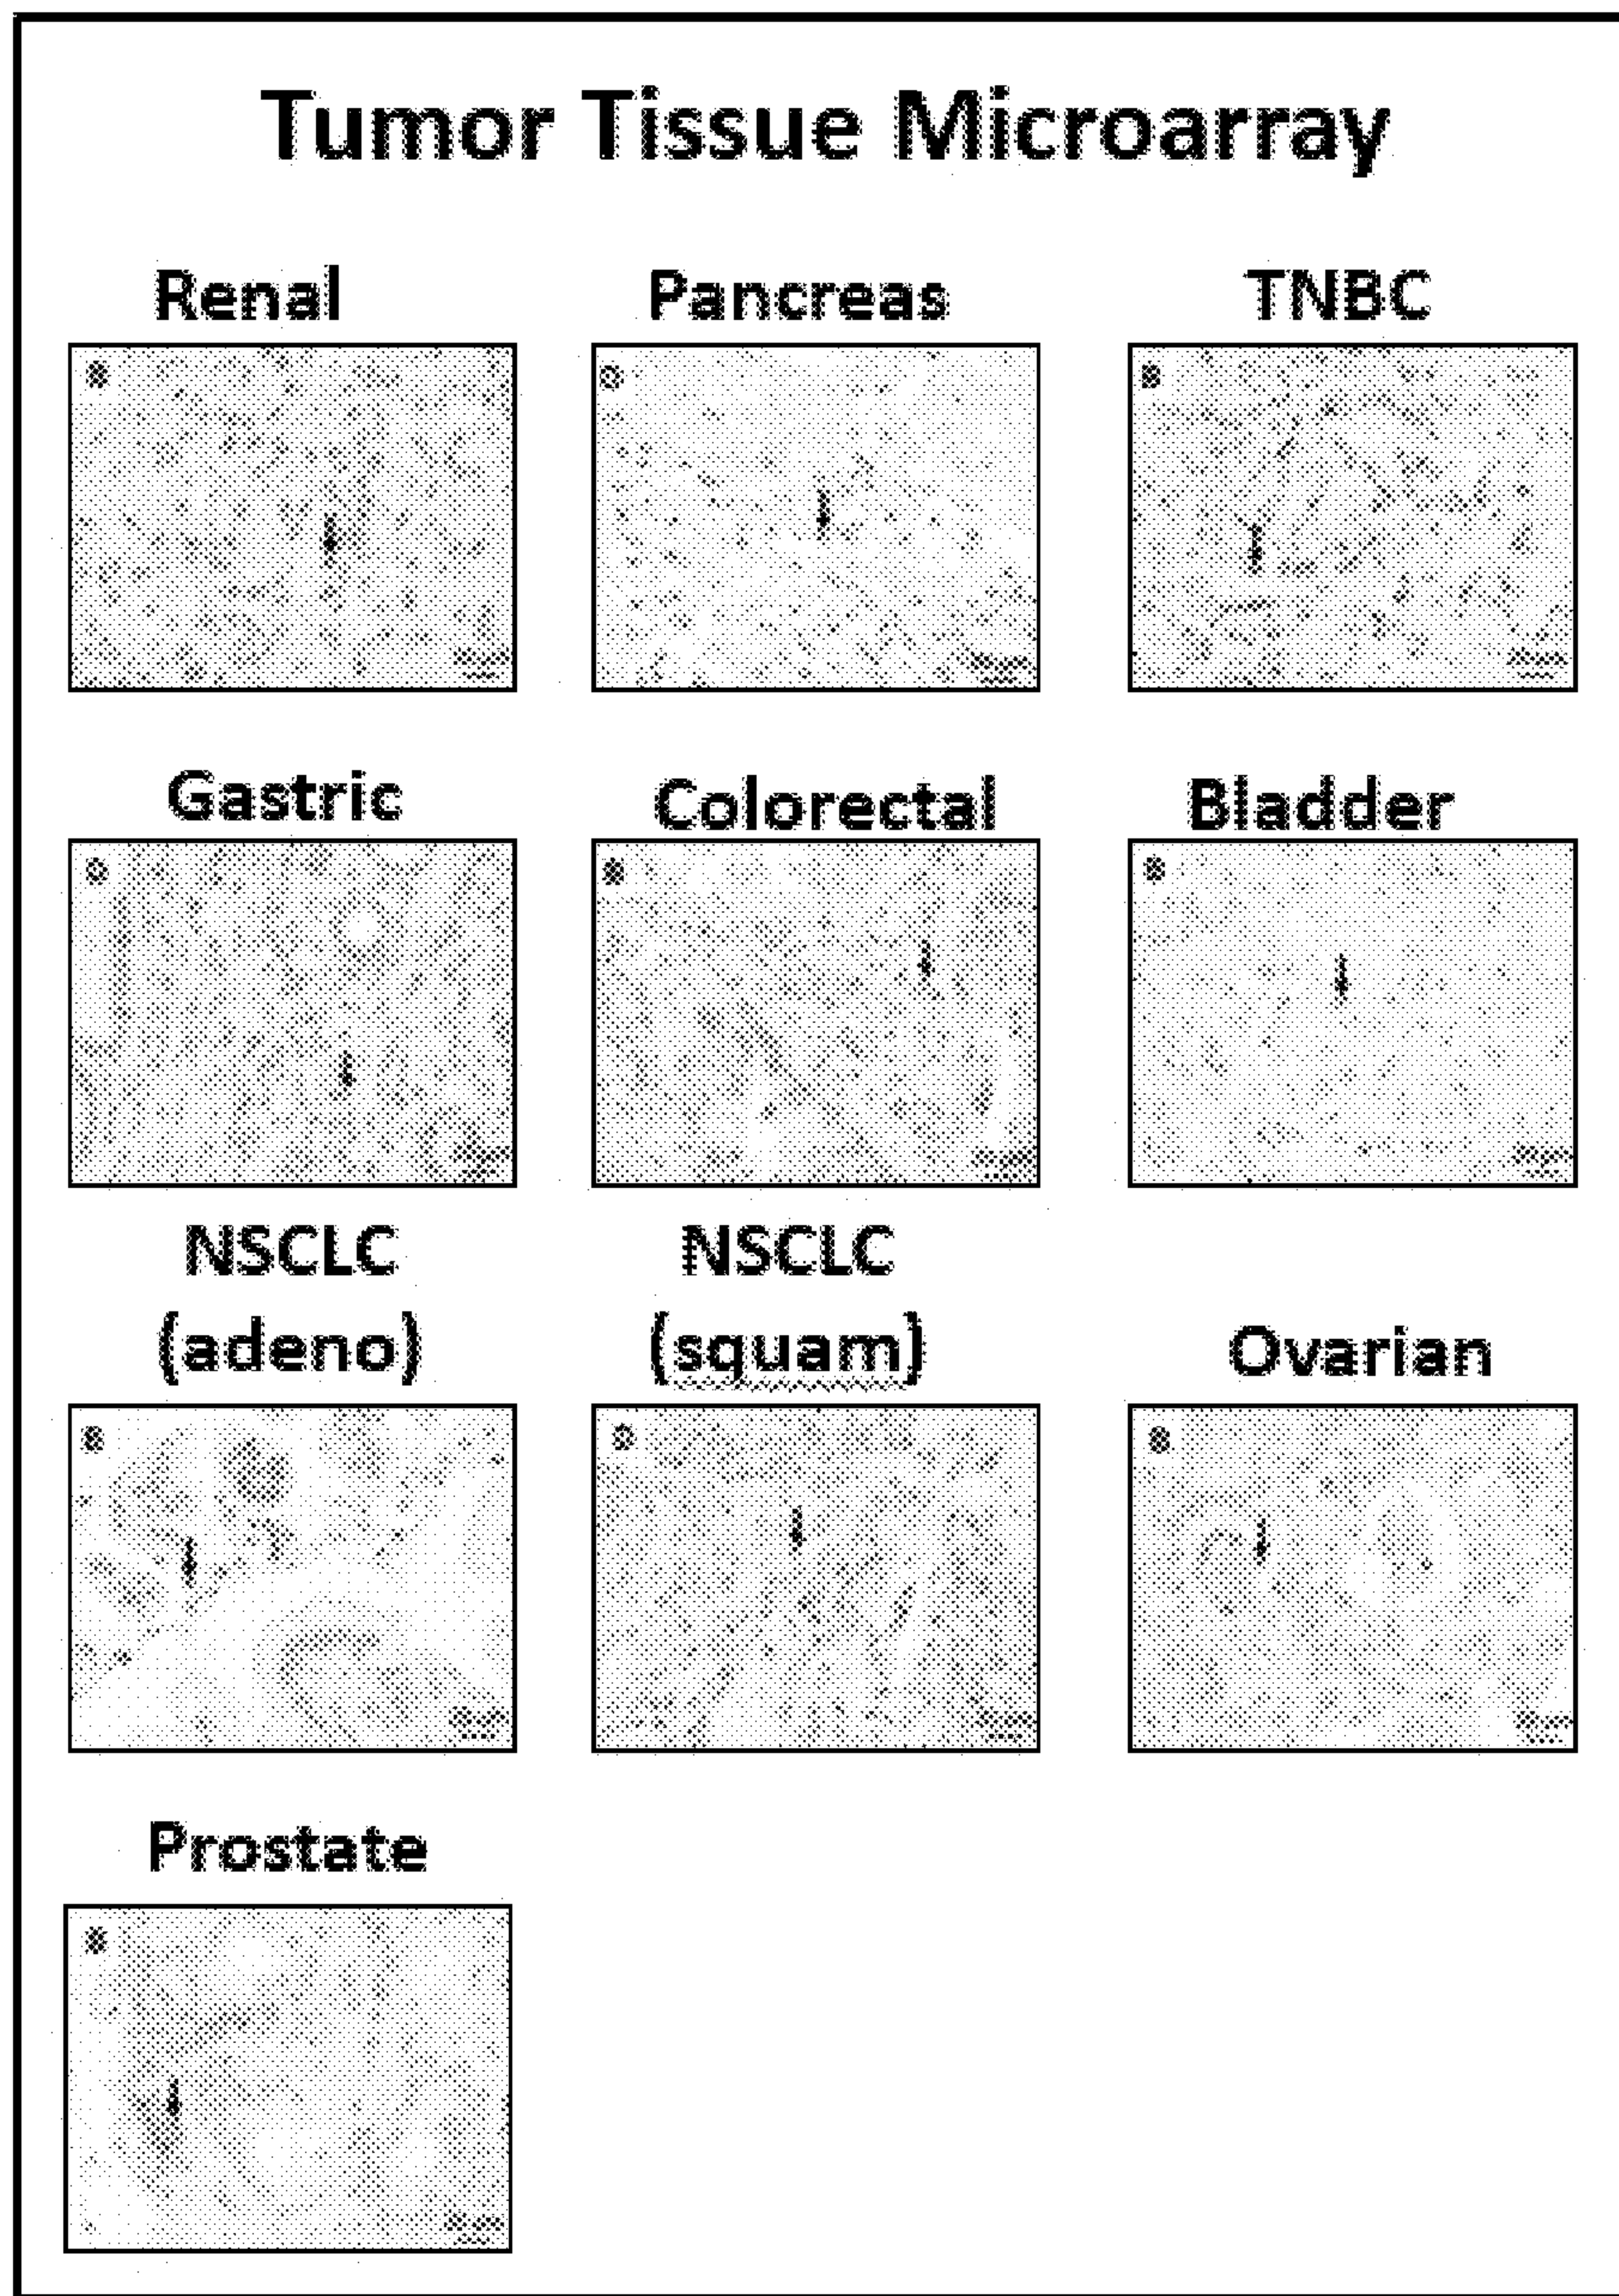 Tumor Tissue Microarray
Renal
Pancreas
TNBC
Gastric
Colorectal
Bladder
NSCLC
(adeno)
NSCLC
(squam)
Ovarian
Prostate